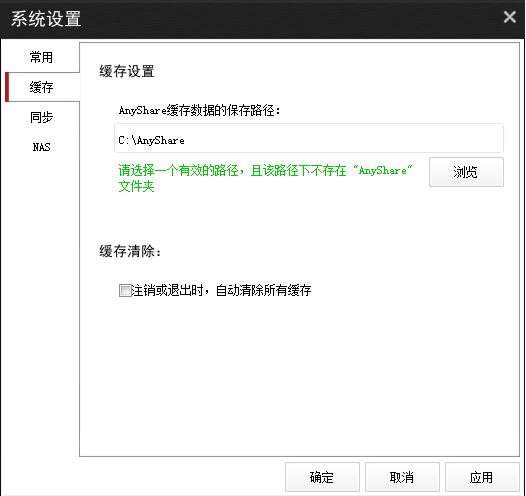 系统设置
常用
缓存
同步
NAS
缓存设置
AnyShare缓存数据的保存路径：
C:\AnyShare
请选择一个有效的路径，且该路径下不存在 "AnyShare"
文件夹
浏览
缓存清除：
注销或退出时，自动清除所有缓存
确定
取消
应用